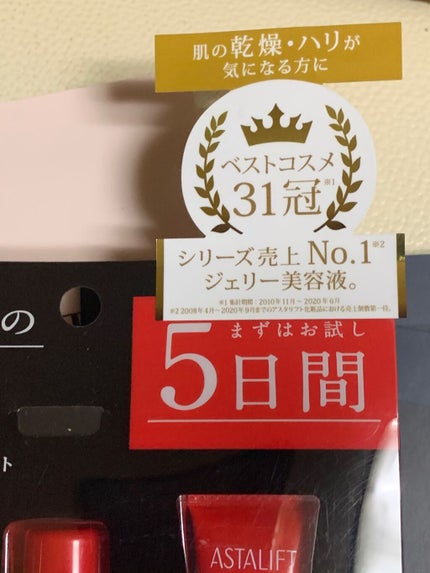 肌の乾燥・ハリが
気になる方に
ベストコスメ
31冠※1
シリーズ売上 No.1※2
ジェリー美容液。
※1 集計期間：2010年11月～2020年6月
※2 2008年4月～2020年9月までのアスタリフト化粧品における売上個数第一位。
の
まずはお試し
5日間
ト
ASTALIFT